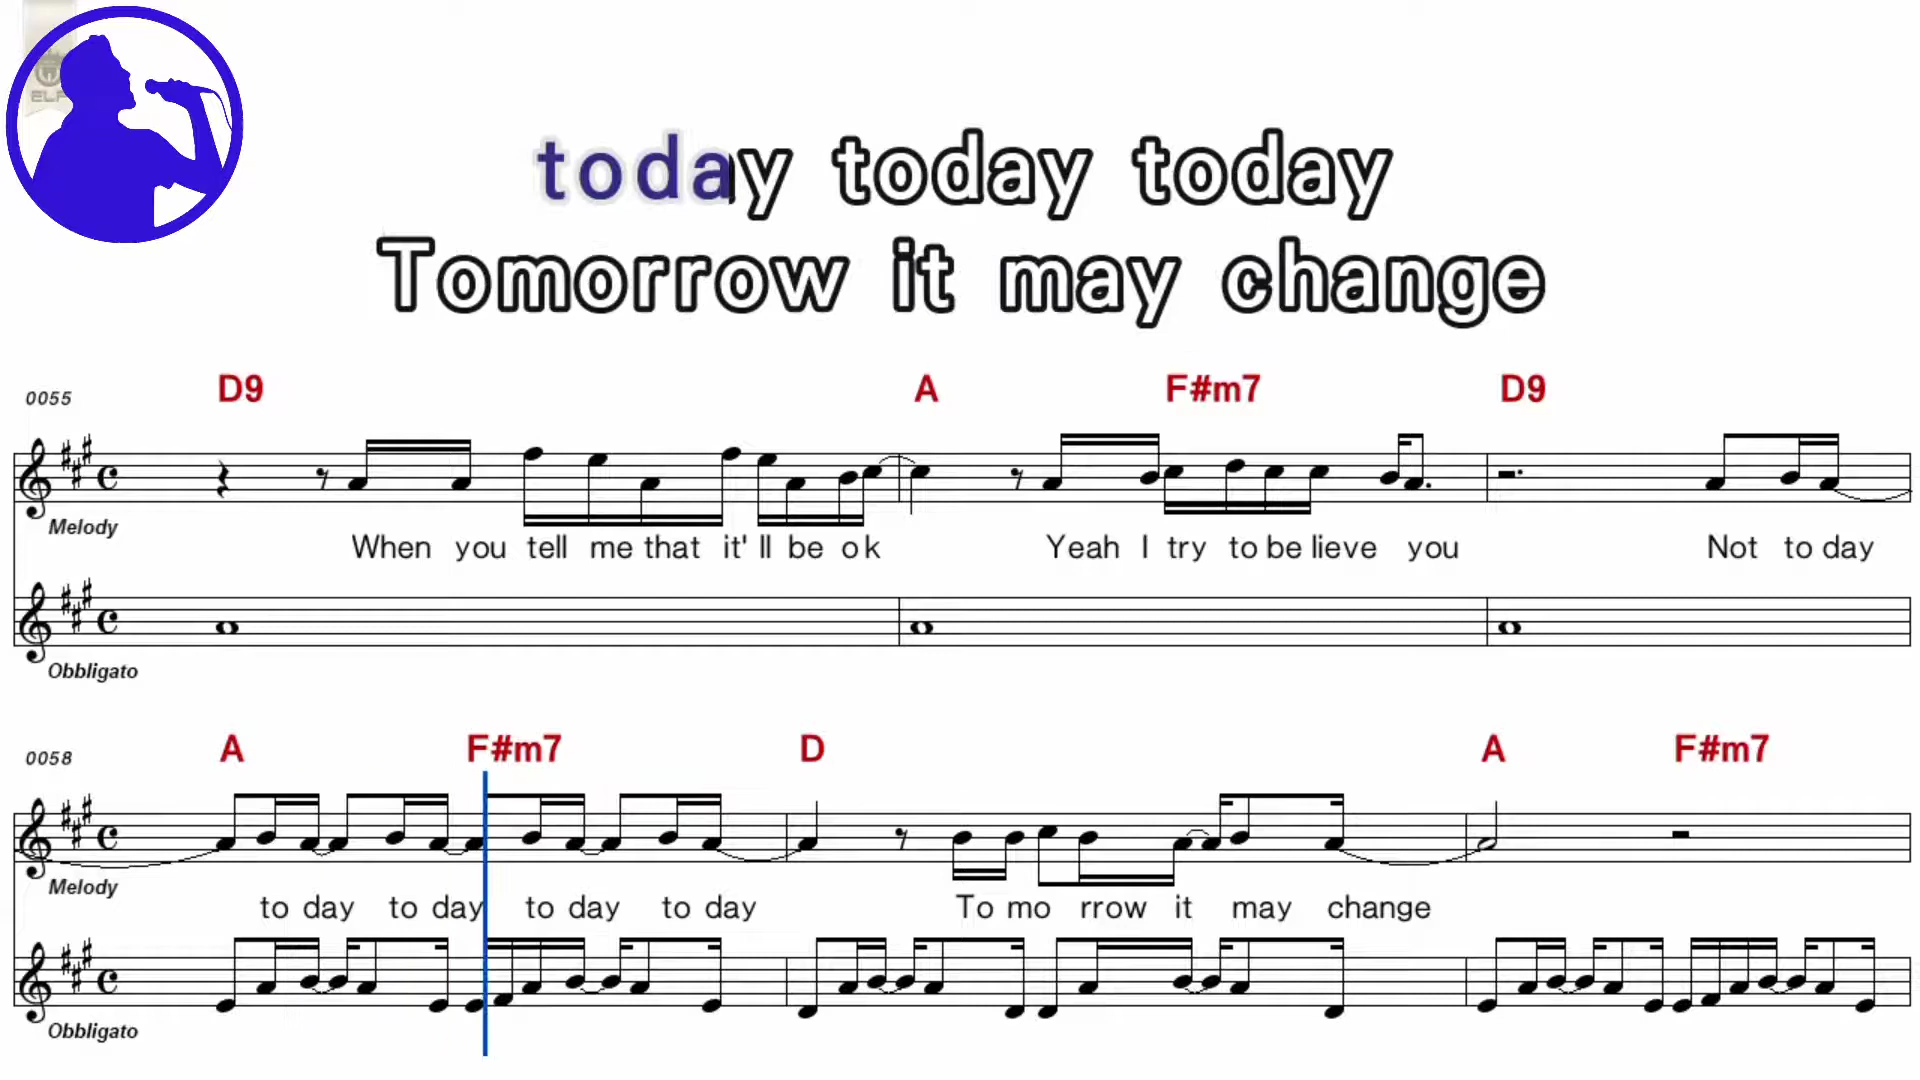 ELF
today today today
Tomorrow it may change
D9 A F#m7 D9
0055
Melody
When you tell me that it' ll be ok Yeah I try to be lieve you Not to day
Obbligato
A F#m7 D A F#m7
0058
Melody
to day to day to day to day To mo rrow it may change
Obbligato